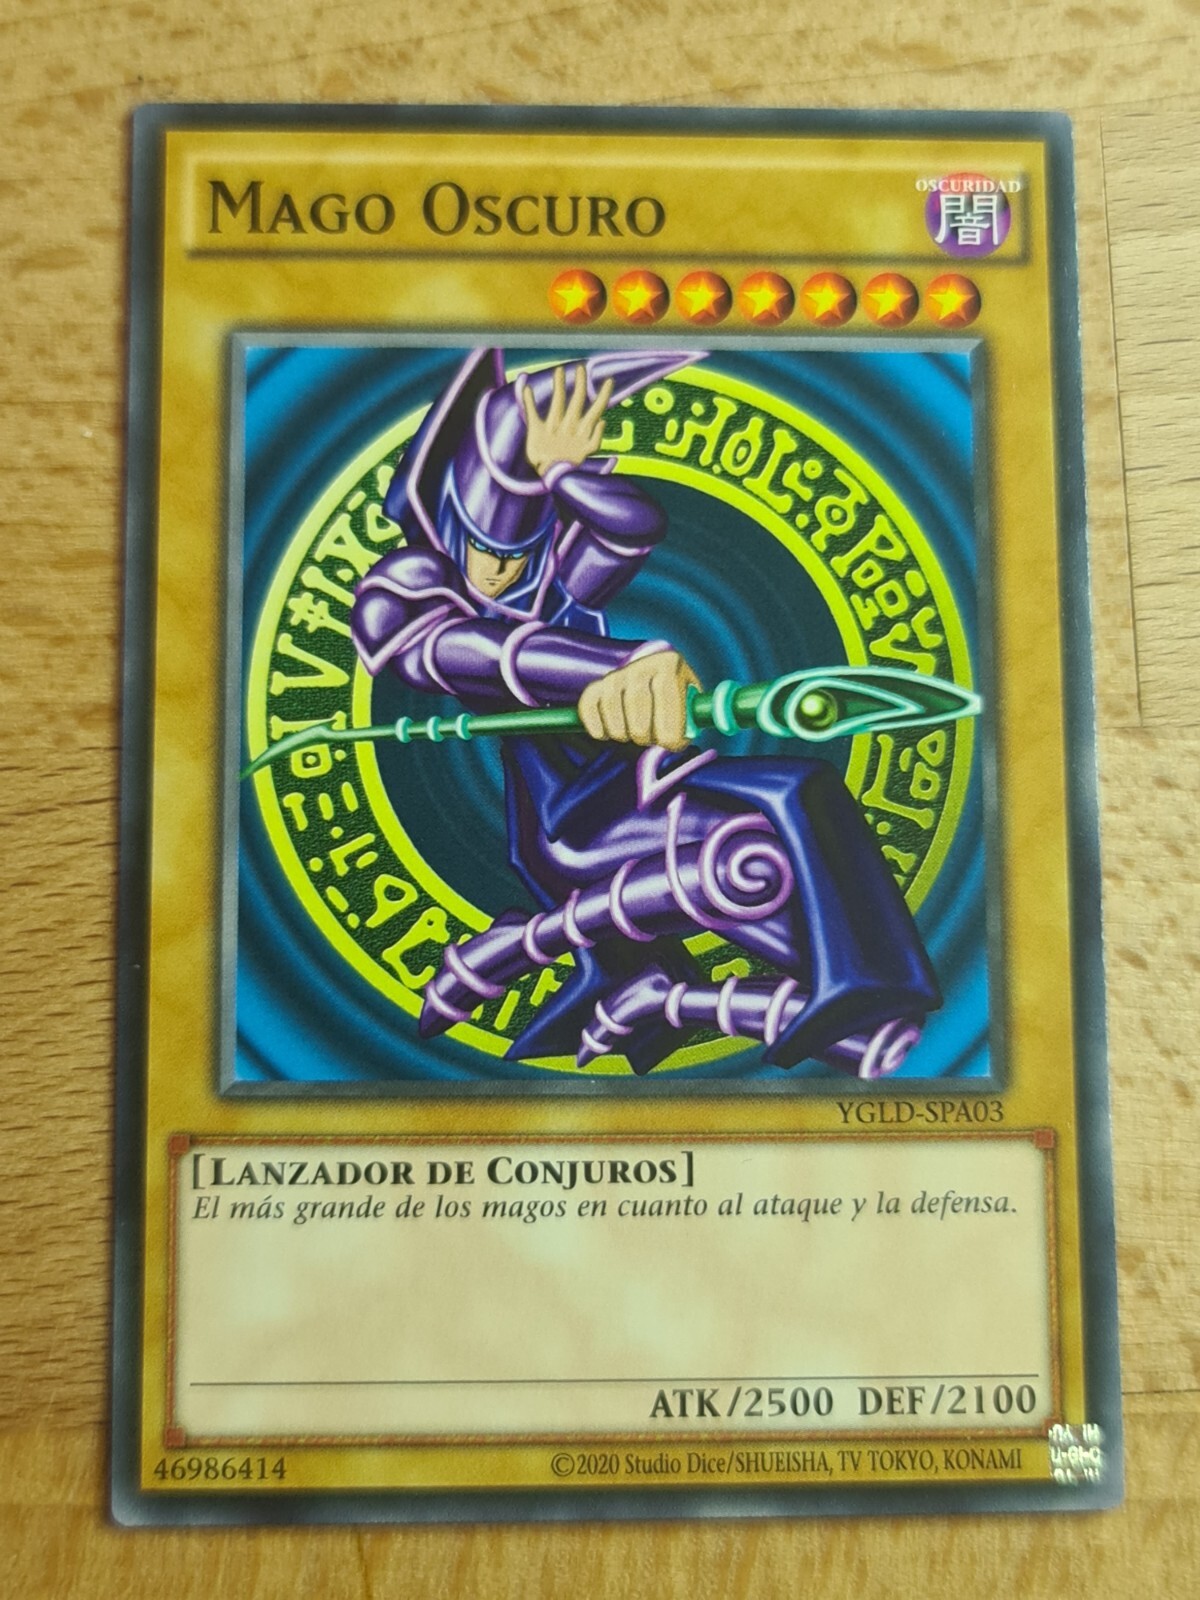 Mago Oscuro
OSCURIDAD
闇
YGLD-SPA03
[Lanzador de Conjuros]
El más grande de los magos en cuanto al ataque y la defensa.
ATK/2500 DEF/2100
46986414
©2020 Studio Dice/SHUEISHA, TV TOKYO, KONAMI